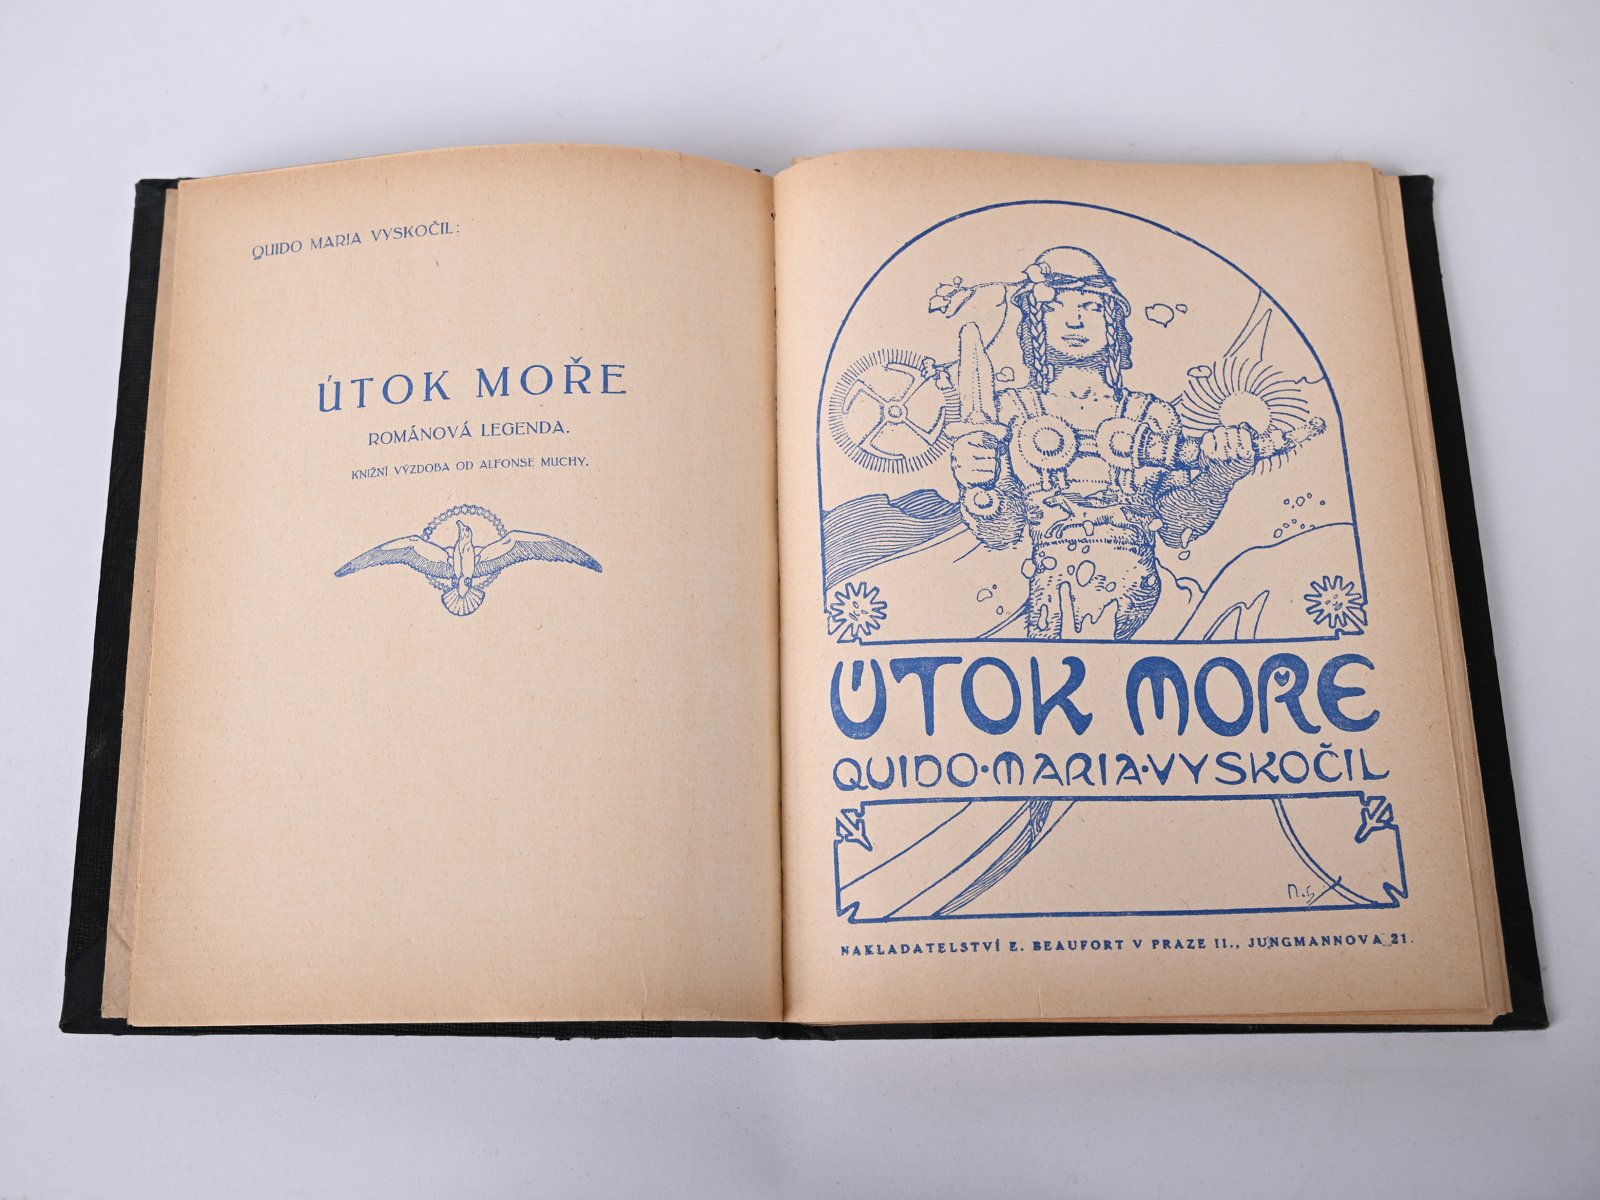 QUIDO MARIA VYSKOČIL:
ÚTOK MOŘE
ROMÁNOVÁ LEGENDA.
KNIŽNÍ VÝZDOBA OD ALFONSE MUCHY.
ÚTOK MOŘE
QUIDO·MARIA·VYSKOČIL
NAKLADATELSTVÍ E. BEAUFORT V PRAZE II., JUNGMANNOVA 21.